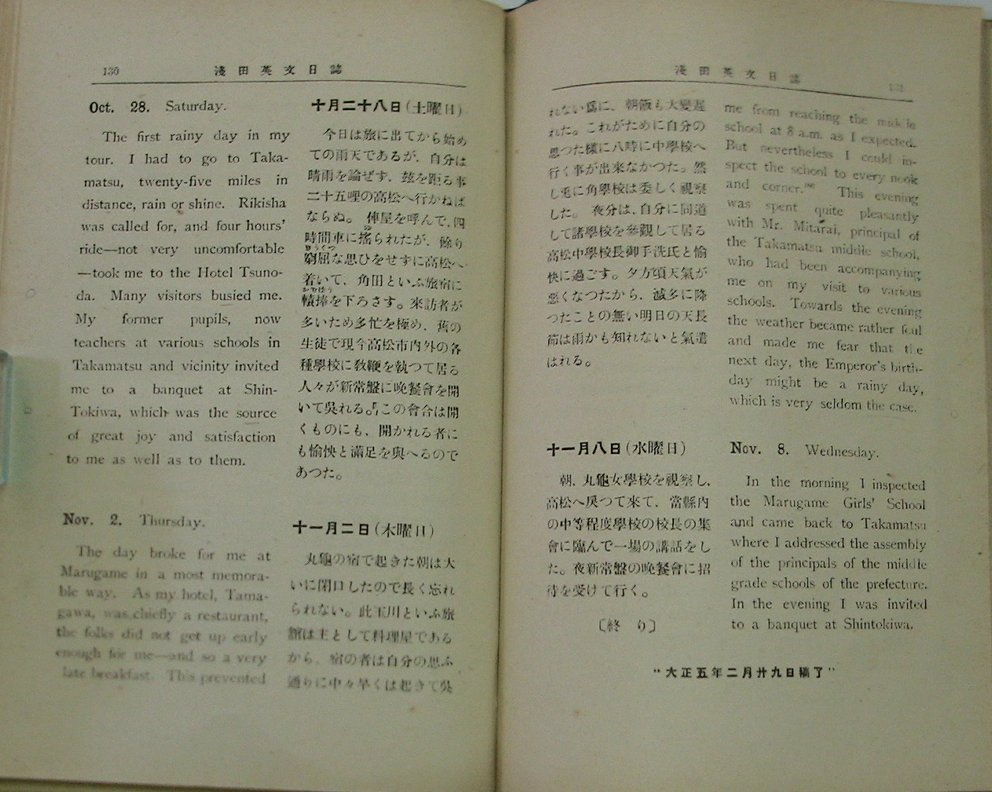 130
淺田英文日誌
Oct. 28. Saturday.
The first rainy day in my
tour. I had to go to Taka-
matsu, twenty-five miles in
distance, rain or shine. Rikisha
was called for, and four hours'
ride—not very uncomfortable
—took me to the Hotel Tsuno-
da. Many visitors busied me.
My former pupils, now
teachers at various schools in
Takamatsu and vicinity invited
me to a banquet at Shin-
Tokiwa, which was the source
of great joy and satisfaction
to me as well as to them.
Nov. 2. Thursday.
The day broke for me at
Marugame in a most memora-
ble way. As my hotel, Tama-
gawa, was chiefly a restaurant,
the folks did not get up early
enough for me—and so a very
late breakfast. This prevented
十月二十八日(土曜日)
今日は旅に出てから始め
ての雨天であるが、自分は
晴雨を論ぜず、玆を距る事
二十五哩の高松へ行かねば
ならぬ。俥屋を呼んで、四
時間車に搖られたが、餘り
窮屈な思ひをせずに高松へ
着いて、角田といふ旅宿に
轅棒を下ろさす。來訪者が
多いため多忙を極め、舊の
生徒で現今高松市內外の各
種學校に敎鞭を執つて居る
人々が新常盤に晚餐會を開
いて吳れる。この會合は開
くものにも、開かれる者に
も愉快と滿足を與へるので
あつた。
十一月二日(木曜日)
丸龜の宿で起きた朝は大
いに閉口したので長く忘れ
られない。此玉川といふ旅
館は主として料理屋である
から、宿の者は自分の思ふ
通りに中々早くは起きて吳
淺田英文日誌
れない爲に、朝飯も大變遲
れた。これがために自分の
思つた樣に八時に中學校へ
行く事が出來なかつた。然
し兎に角學校は委しく視察
した。夜分は、自分に同道
して諸學校を參觀して居る
高松中學校長御手洗氏と愉
快に過ごす。夕方頃天氣が
惡くなつたから、滅多に降
つたことの無い明日の天長
節は雨かも知れないと氣遣
はれる。
me from reaching the middle
school at 8 a.m. as I expected.
But nevertheless I could in-
spect the school to every nook
and corner. This evening
was spent quite pleasantly
with Mr. Mitarai, principal of
the Takamatsu middle school,
who had been accompanying
me on my visit to various
schools. Towards the evening
the weather became rather foul
and made me fear that the
next day, the Emperor's birth-
day might be a rainy day,
which is very seldom the case.
十一月八日(水曜日)
朝、丸龜女學校を視察し、
高松へ戾つて來て、當縣內
の中等程度學校の校長の集
會に臨んで一場の講話をし
た。夜新常盤の晚餐會に招
待を受けて行く。
〔終り〕
Nov. 8. Wednesday.
In the morning I inspected
the Marugame Girls' School
and came back to Takamatsu
where I addressed the assembly
of the principals of the middle
grade schools of the prefecture.
In the evening I was invited
to a banquet at Shintokiwa.
"大正五年二月廿九日稿了"